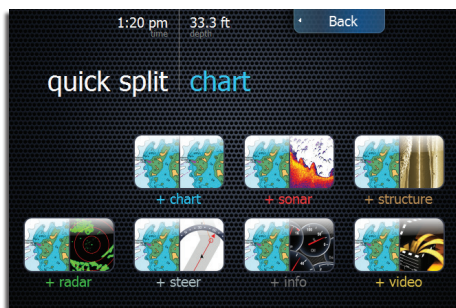 1:20 pm 33.3 ft Back
time depth
quick split chart
+ chart + sonar + structure
+ radar + steer + info + video